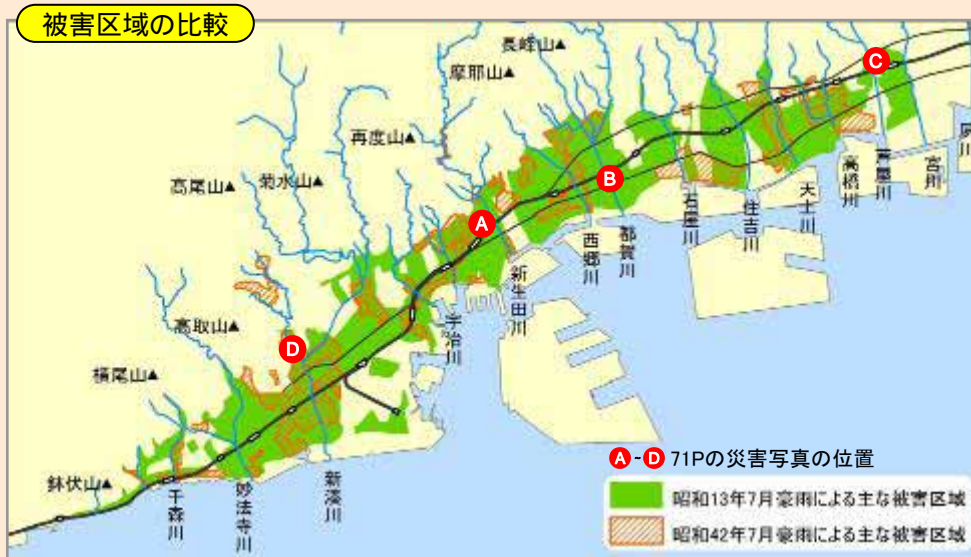 被害区域の比較
長峰山▲
摩耶山▲
再度山▲
高尾山▲
菊水山▲
高取山▲
横尾山▲
鉢伏山▲
A
B
C
D
千森川
妙法寺川
新湊川
宇治川
新生田川
西郷川
都賀川
石屋川
住吉川
天上川
高橋川
芦屋川
宮川
A-D 71Pの災害写真の位置
昭和13年7月豪雨による主な被害区域
昭和42年7月豪雨による主な被害区域